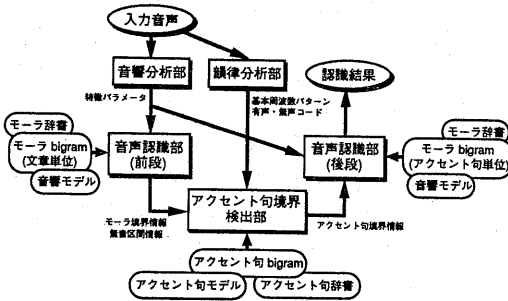 入力音声
音響分析部
韻律分析部
認識結果
特徴パラメータ
基本周波数パターン
有声・無声コード
モーラ辞書
モーラ bigram
(文章単位)
音響モデル
音声認識部
(前段)
音声認識部
(後段)
モーラ辞書
モーラ bigram
(アクセント句単位)
音響モデル
モーラ境界情報
無音区間情報
アクセント句境界
検出部
アクセント句境界情報
アクセント句 bigram
アクセント句モデル
アクセント句辞書